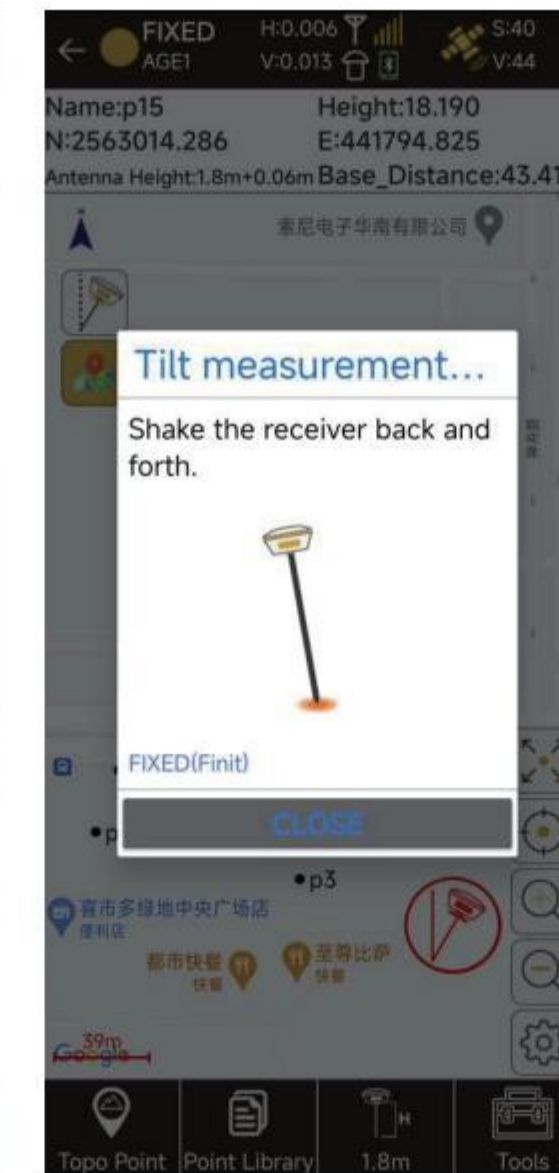 FIXED H:0.006 S:40
AGE1 V:0.013 V:44
Name:p15 Height:18.190
N:2563014.286 E:441794.825
Antenna Height:1.8m+0.06m Base_Distance:43.41
索尼电子华南有限公司
Tilt measurement...
Shake the receiver back and
forth.
FIXED(Finit)
CLOSE
p
p3
喜市多绿地中央广场店
便利店
都市快餐
快餐
至尊比萨
快餐
39m
Google
H
Topo Point Point Library 1.8m Tools